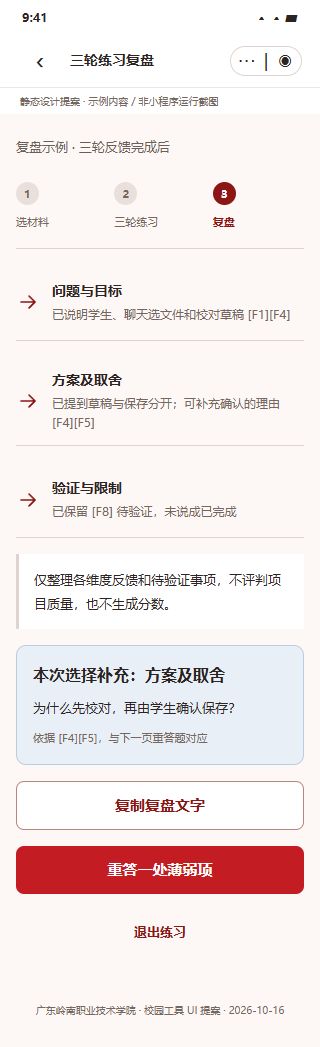 9:41
三轮练习复盘
静态设计提案 · 示例内容 / 非小程序运行截图
复盘示例 · 三轮反馈完成后
1 2 3
选材料 三轮练习 复盘
问题与目标
已说明学生、聊天选文件和校对草稿 [F1][F4]
方案及取舍
已提到草稿与保存分开；可补充确认的理由
[F4][F5]
验证与限制
已保留 [F8] 待验证，未说成已完成
仅整理各维度反馈和待验证事项，不评判项
目质量，也不生成分数。
本次选择补充：方案及取舍
为什么先校对，再由学生确认保存？
依据 [F4][F5]，与下一页重答题对应
复制复盘文字
重答一处薄弱项
退出练习
广东岭南职业技术学院 · 校园工具 UI 提案 · 2026-10-16